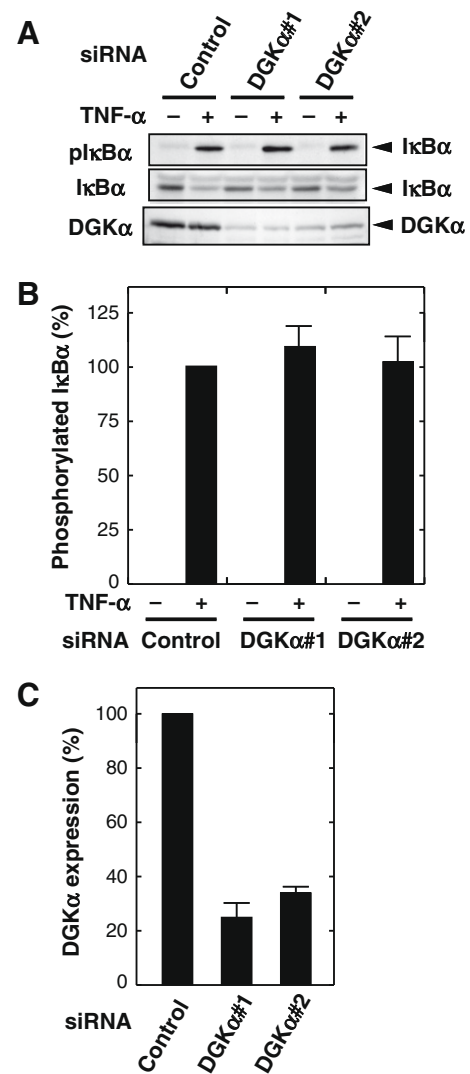 A
siRNA
Control
DGKα#1
DGKα#2
TNF-α − + − + − +
pIκBα
IκBα
IκBα
IκBα
DGKα
DGKα
B
Phosphorylated IκBα (%)
125
100
75
50
25
0
TNF-α − + − + − +
siRNA Control DGKα#1 DGKα#2
C
DGKα expression (%)
100
80
60
40
20
0
siRNA
Control
DGKα#1
DGKα#2